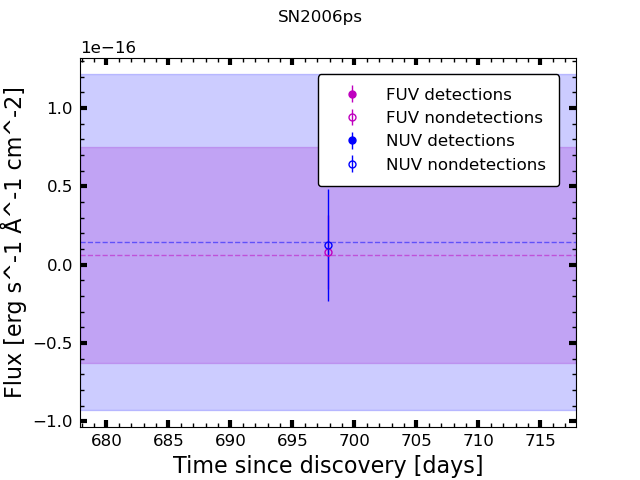 SN2006ps
1e−16
FUV detections
FUV nondetections
NUV detections
NUV nondetections
1.0
0.5
0.0
−0.5
−1.0
Flux [erg s^-1 Å^-1 cm^-2]
680 685 690 695 700 705 710 715
Time since discovery [days]